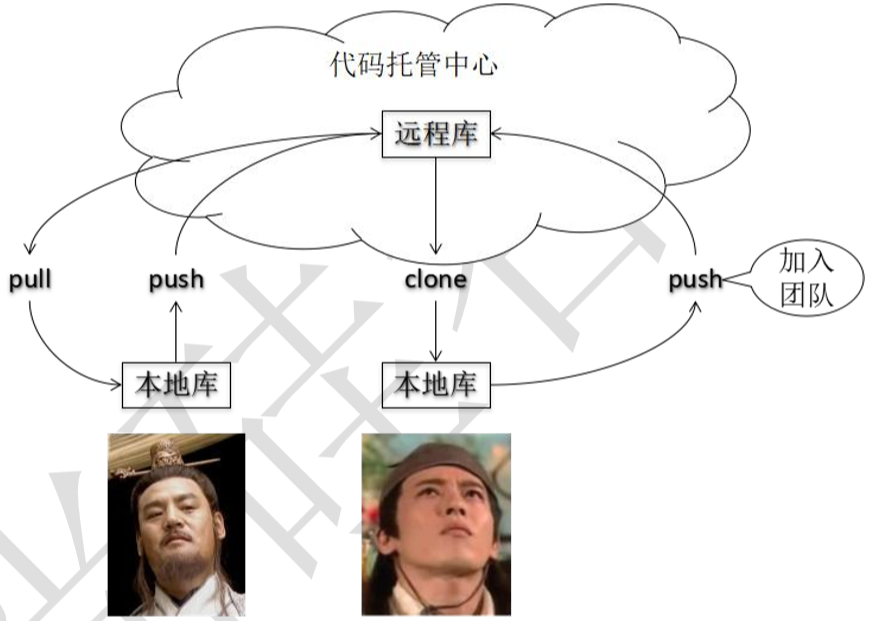 代码托管中心
远程库
pull
push
clone
push
加入
团队
本地库
本地库